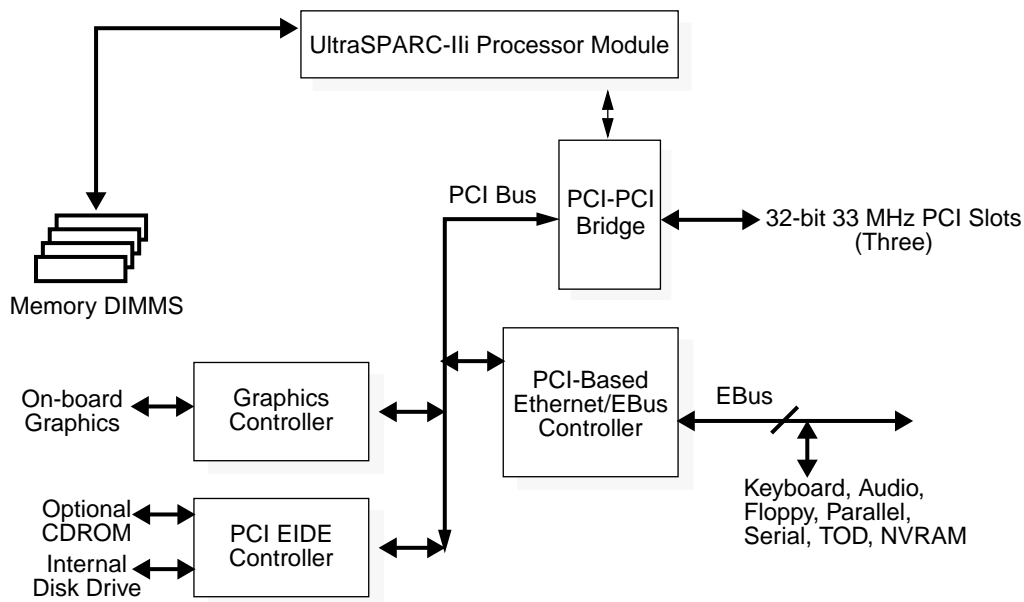 UltraSPARC-IIi Processor Module
PCI Bus
PCI-PCI
Bridge
32-bit 33 MHz PCI Slots
(Three)
Memory DIMMS
On-board
Graphics
Graphics
Controller
PCI-Based
Ethernet/EBus
Controller
EBus
Keyboard, Audio,
Floppy, Parallel,
Serial, TOD, NVRAM
Optional
CDROM
PCI EIDE
Controller
Internal
Disk Drive